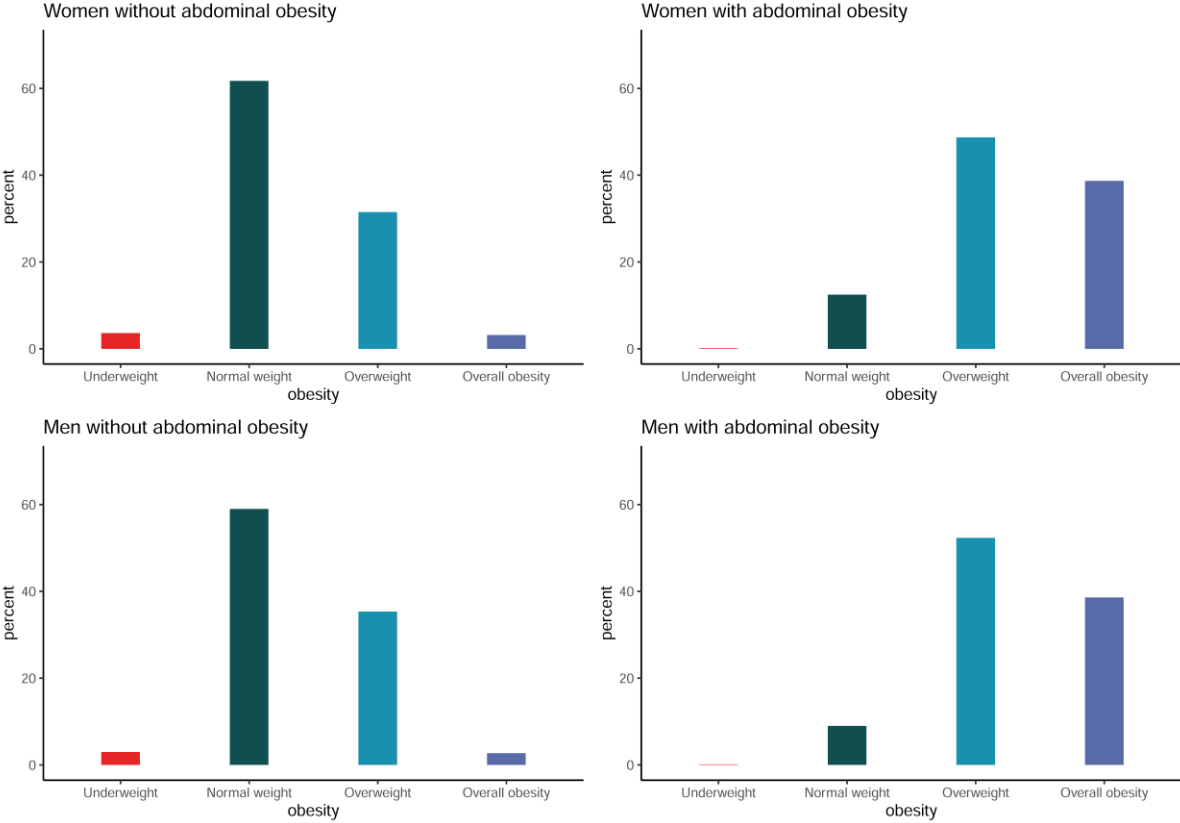 Women without abdominal obesity
60
40
20
0
percent
Underweight Normal weight Overweight Overall obesity
obesity
Women with abdominal obesity
60
40
20
0
percent
Underweight Normal weight Overweight Overall obesity
obesity
Men without abdominal obesity
60
40
20
0
percent
Underweight Normal weight Overweight Overall obesity
obesity
Men with abdominal obesity
60
40
20
0
percent
Underweight Normal weight Overweight Overall obesity
obesity